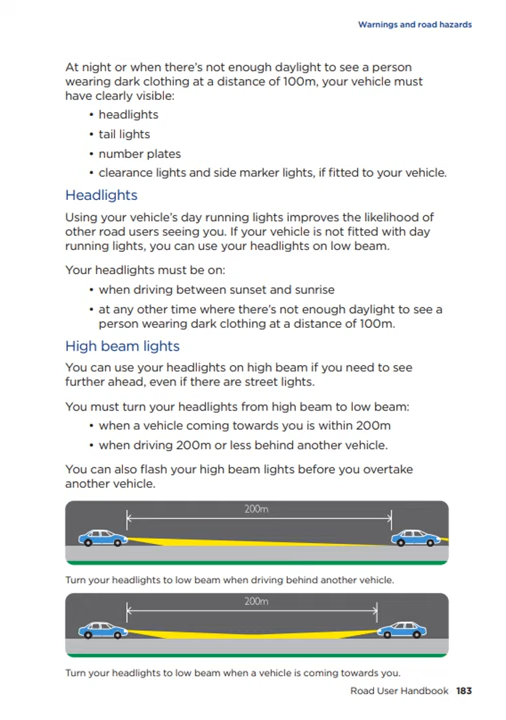 Warnings and road hazards
At night or when there's not enough daylight to see a person
wearing dark clothing at a distance of 100m, your vehicle must
have clearly visible:
• headlights
• tail lights
• number plates
• clearance lights and side marker lights, if fitted to your vehicle.
Headlights
Using your vehicle's day running lights improves the likelihood of
other road users seeing you. If your vehicle is not fitted with day
running lights, you can use your headlights on low beam.
Your headlights must be on:
• when driving between sunset and sunrise
• at any other time where there's not enough daylight to see a
person wearing dark clothing at a distance of 100m.
High beam lights
You can use your headlights on high beam if you need to see
further ahead, even if there are street lights.
You must turn your headlights from high beam to low beam:
• when a vehicle coming towards you is within 200m
• when driving 200m or less behind another vehicle.
You can also flash your high beam lights before you overtake
another vehicle.
200m
Turn your headlights to low beam when driving behind another vehicle.
200m
Turn your headlights to low beam when a vehicle is coming towards you.
Road User Handbook 183